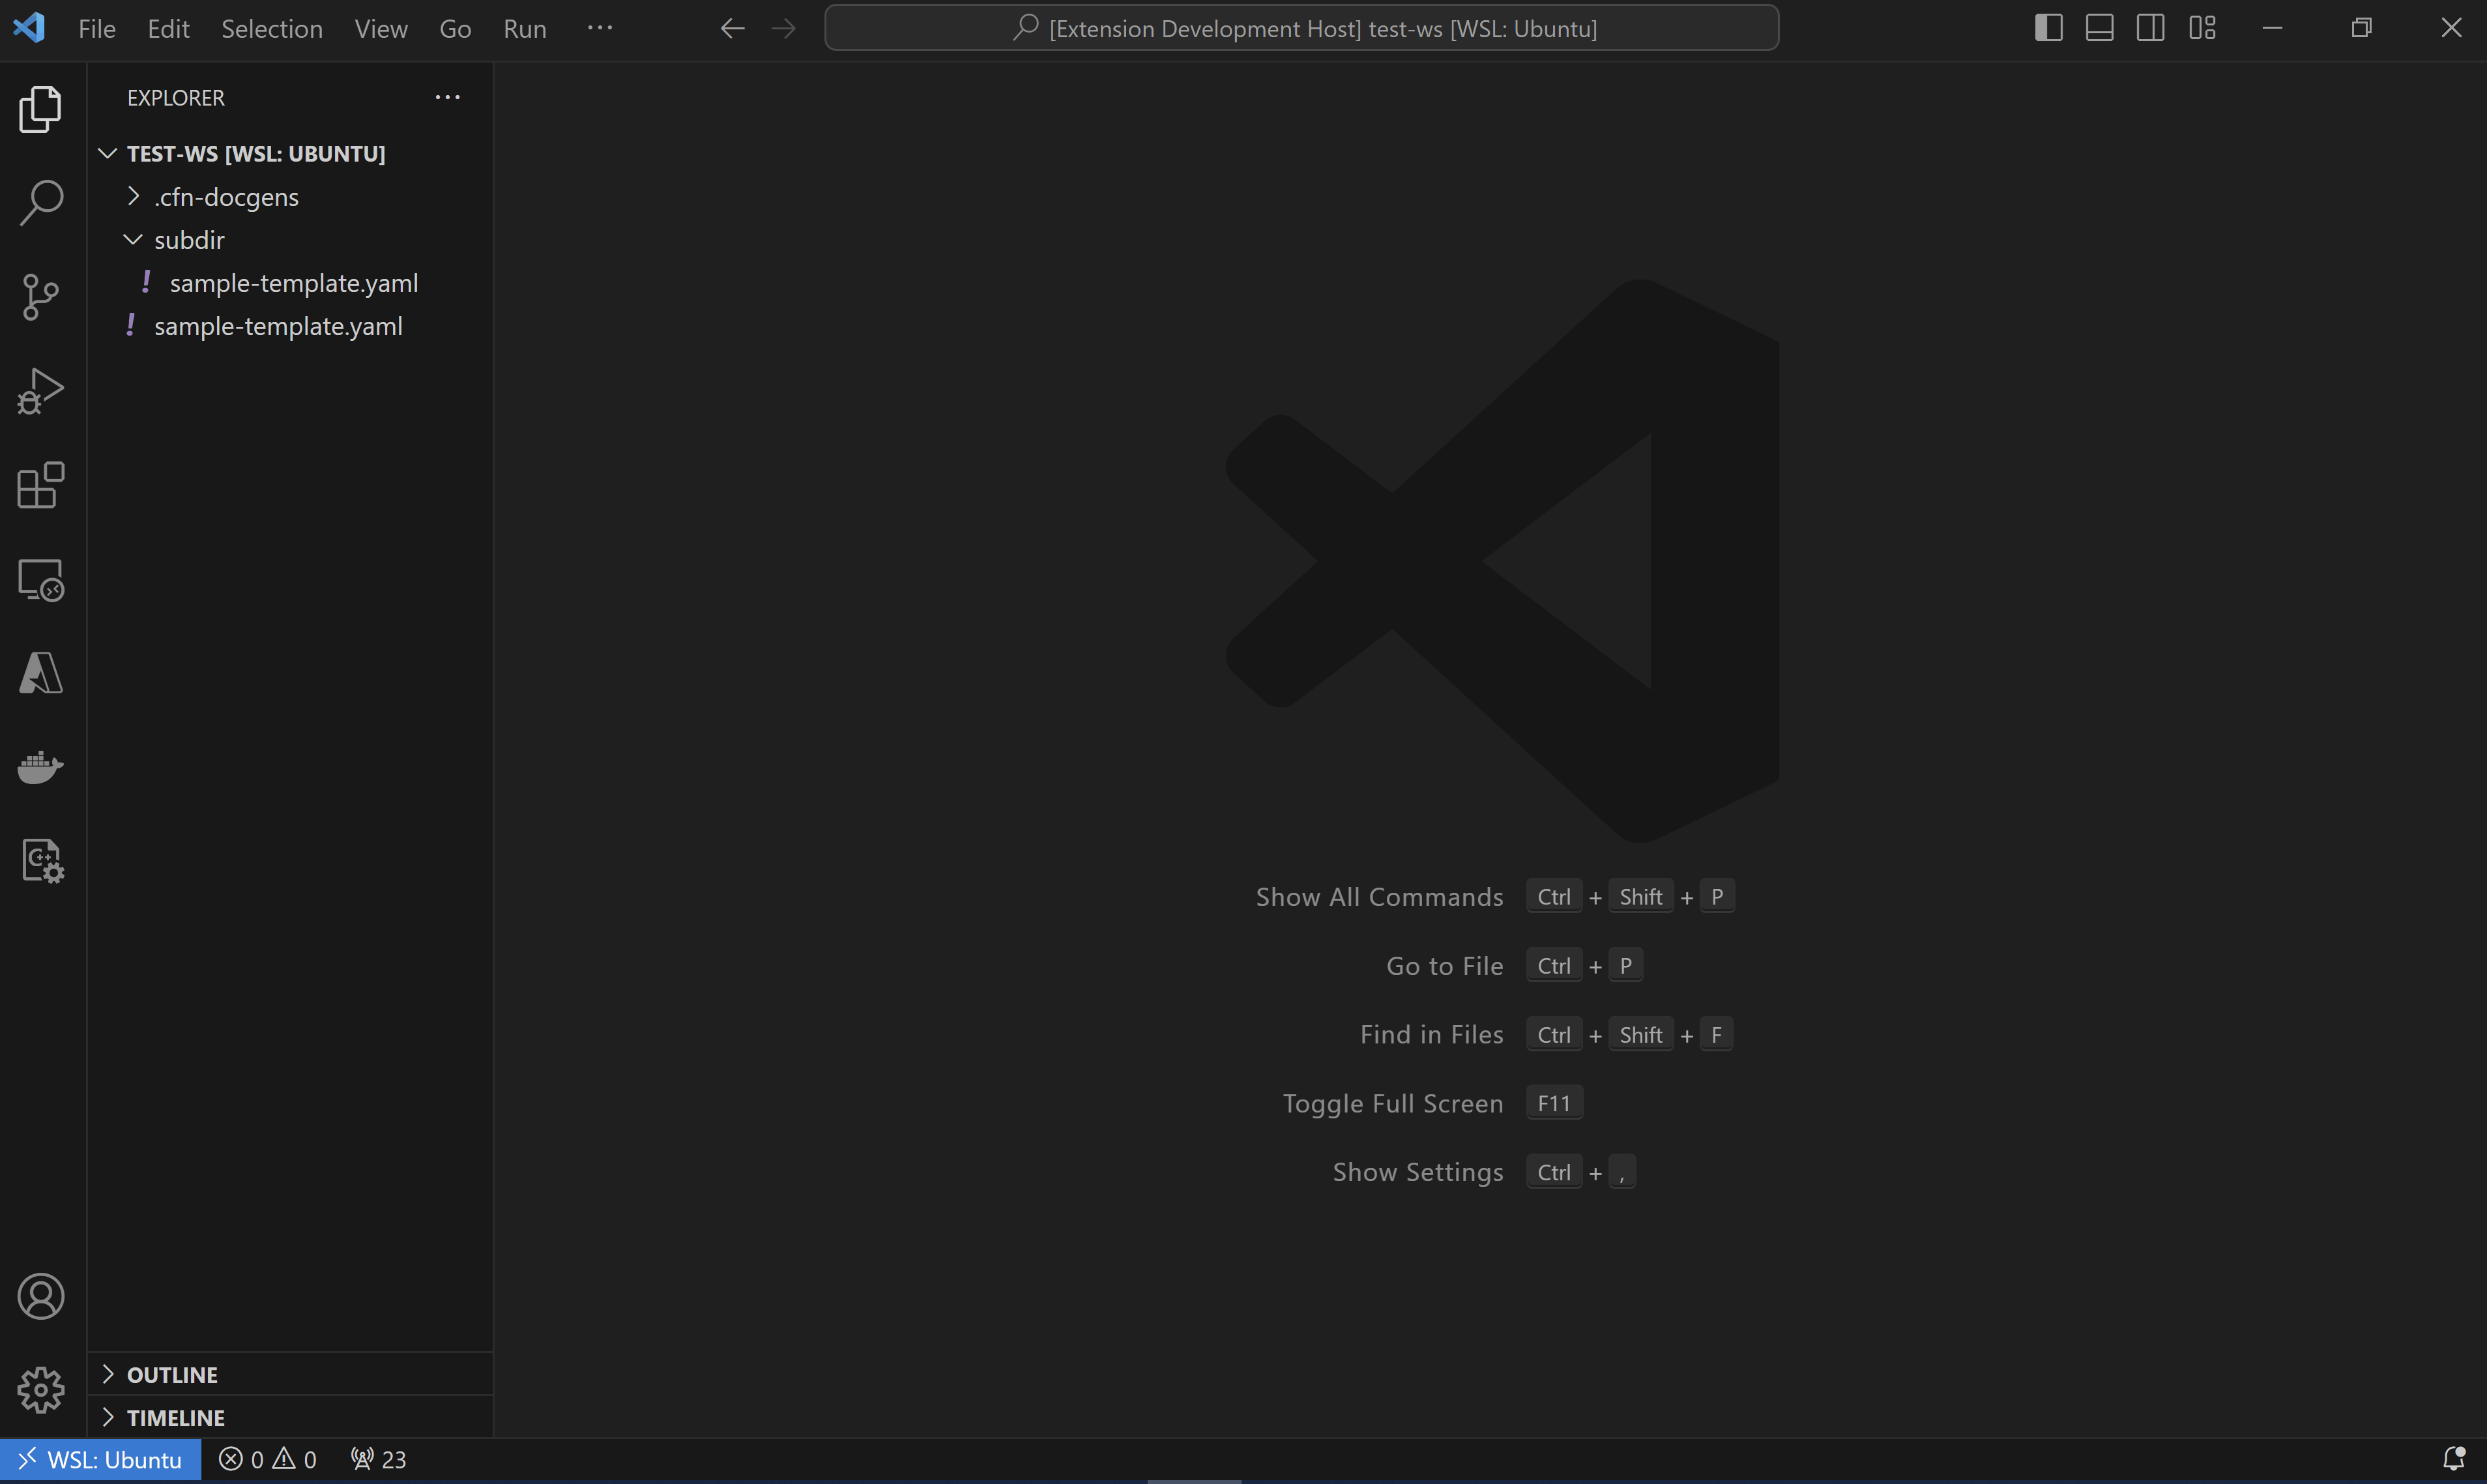 File Edit Selection View Go Run ··· [Extension Development Host] test-ws [WSL: Ubuntu]
EXPLORER ···
TEST-WS [WSL: UBUNTU]
.cfn-docgens
subdir
! sample-template.yaml
! sample-template.yaml
C++
Show All Commands Ctrl + Shift + P
Go to File Ctrl + P
Find in Files Ctrl + Shift + F
Toggle Full Screen F11
Show Settings Ctrl + ,
OUTLINE
TIMELINE
WSL: Ubuntu 0 0 23